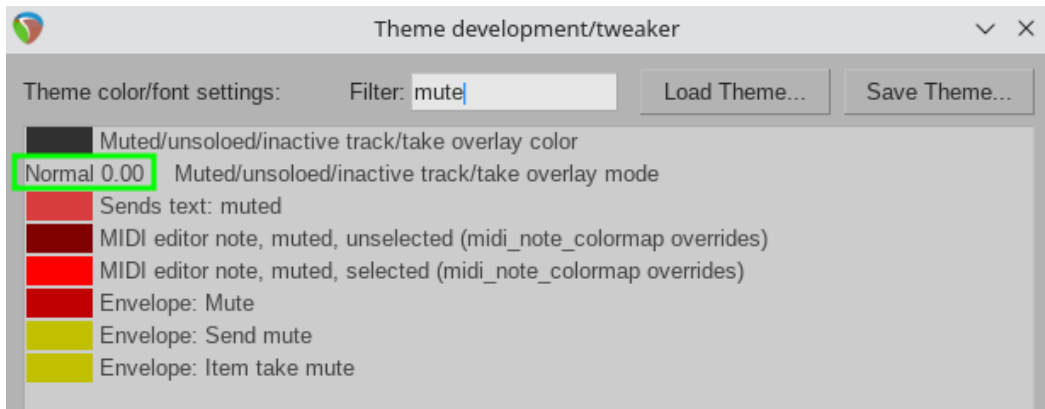 Theme development/tweaker
Theme color/font settings: Filter: mute Load Theme... Save Theme...
Muted/unsoloed/inactive track/take overlay color
Normal 0.00 Muted/unsoloed/inactive track/take overlay mode
Sends text: muted
MIDI editor note, muted, unselected (midi_note_colormap overrides)
MIDI editor note, muted, selected (midi_note_colormap overrides)
Envelope: Mute
Envelope: Send mute
Envelope: Item take mute